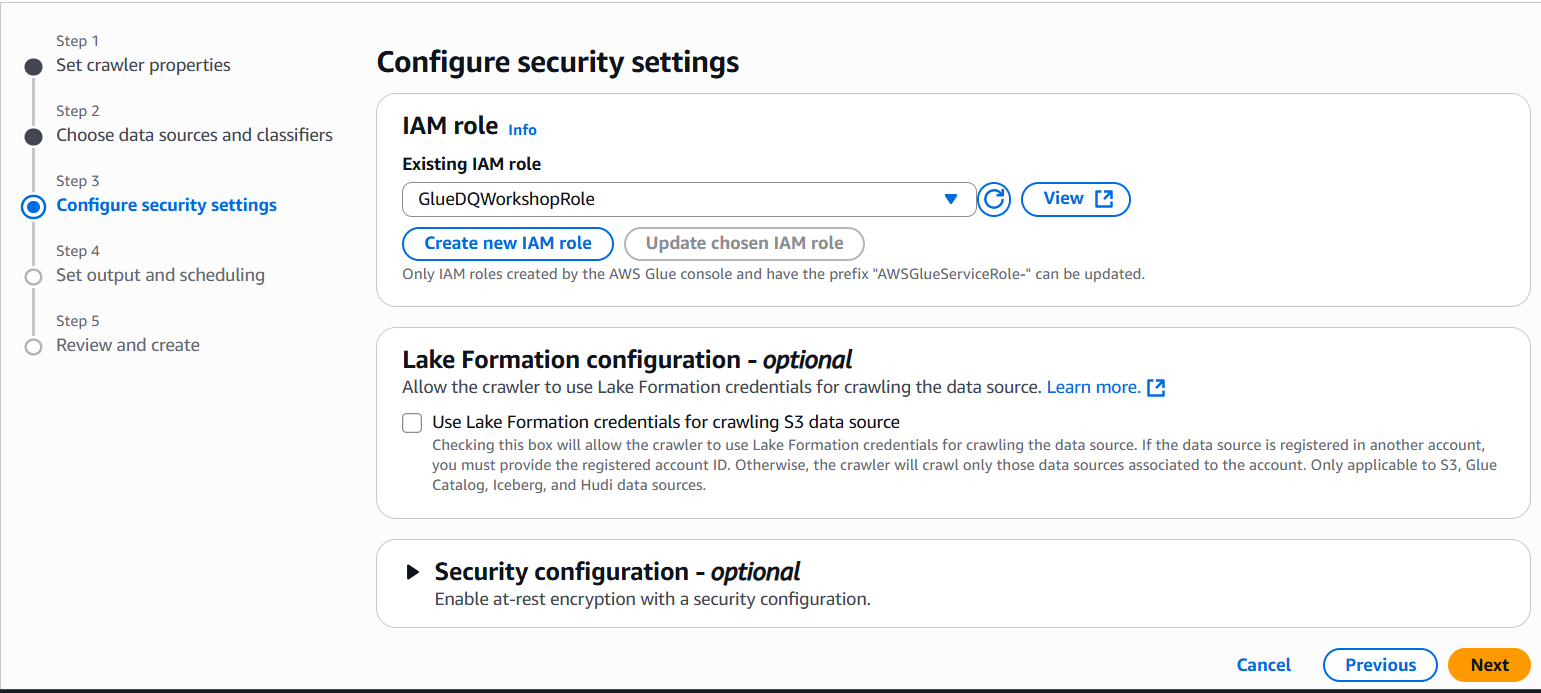 Step 1
Set crawler properties
Step 2
Choose data sources and classifiers
Step 3
Configure security settings
Step 4
Set output and scheduling
Step 5
Review and create
Configure security settings
IAM role Info
Existing IAM role
GlueDQWorkshopRole
View
Create new IAM role
Update chosen IAM role
Only IAM roles created by the AWS Glue console and have the prefix "AWSGlueServiceRole-" can be updated.
Lake Formation configuration - optional
Allow the crawler to use Lake Formation credentials for crawling the data source. Learn more.
Use Lake Formation credentials for crawling S3 data source
Checking this box will allow the crawler to use Lake Formation credentials for crawling the data source. If the data source is registered in another account,
you must provide the registered account ID. Otherwise, the crawler will crawl only those data sources associated to the account. Only applicable to S3, Glue
Catalog, Iceberg, and Hudi data sources.
Security configuration - optional
Enable at-rest encryption with a security configuration.
Cancel
Previous
Next